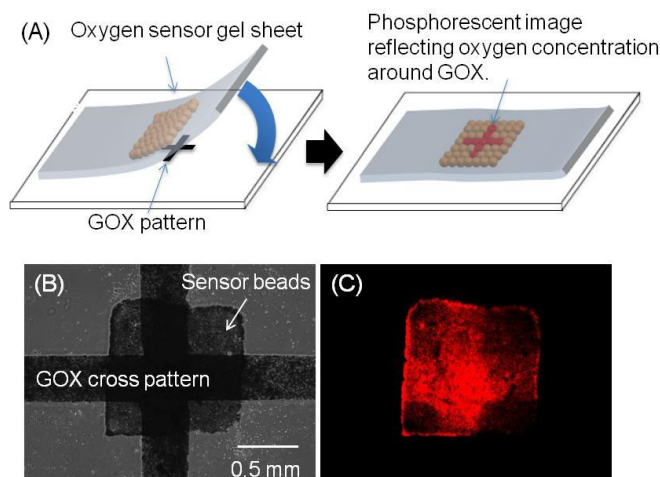 (A)
Oxygen sensor gel sheet
GOX pattern
Phosphorescent image
reflecting oxygen concentration
around GOX.
(B)
Sensor beads
GOX cross pattern
0.5 mm
(C)